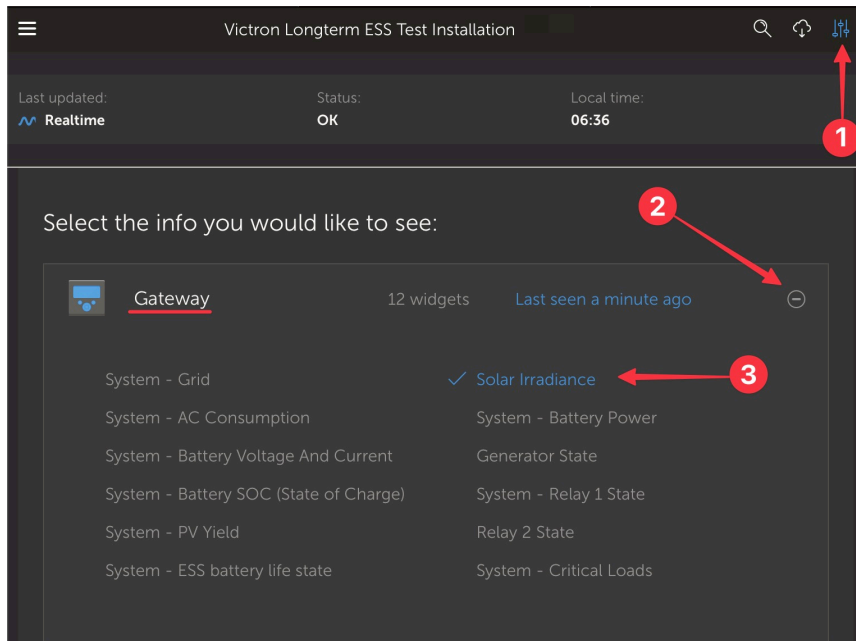 Victron Longterm ESS Test Installation
1
Last updated:
Status:
Local time:
Realtime
OK
06:36
Select the info you would like to see:
2
Gateway
12 widgets
Last seen a minute ago
System - Grid
Solar Irradiance
3
System - AC Consumption
System - Battery Power
System - Battery Voltage And Current
Generator State
System - Battery SOC (State of Charge)
System - Relay 1 State
System - PV Yield
Relay 2 State
System - ESS battery life state
System - Critical Loads